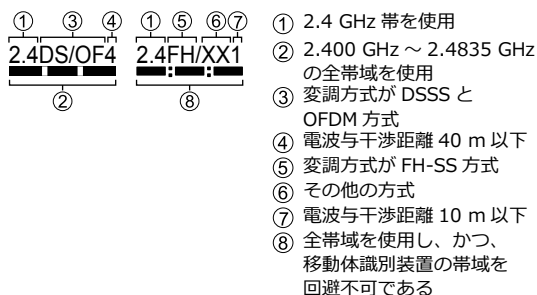 ① ③ ④ ① ⑤ ⑥⑦
2.4DS/OF4 2.4FH/XX1
② ⑧
① 2.4 GHz 帯を使用
② 2.400 GHz ～ 2.4835 GHz
の全帯域を使用
③ 変調方式が DSSS と
OFDM 方式
④ 電波与干渉距離 40 m 以下
⑤ 変調方式が FH-SS 方式
⑥ その他の方式
⑦ 電波与干渉距離 10 m 以下
⑧ 全帯域を使用し、かつ、
移動体識別装置の帯域を
回避不可である